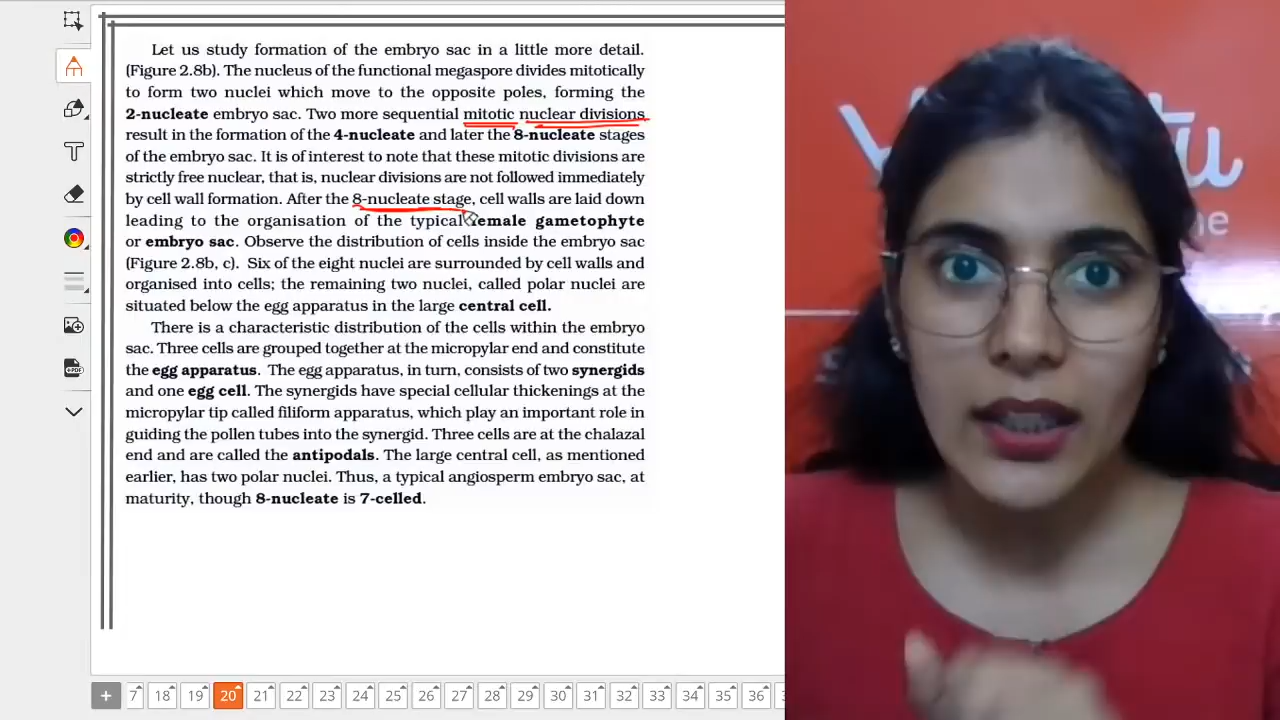 Let us study formation of the embryo sac in a little more detail.
(Figure 2.8b). The nucleus of the functional megaspore divides mitotically
to form two nuclei which move to the opposite poles, forming the
2-nucleate embryo sac. Two more sequential mitotic nuclear divisions
result in the formation of the 4-nucleate and later the 8-nucleate stages
of the embryo sac. It is of interest to note that these mitotic divisions are
strictly free nuclear, that is, nuclear divisions are not followed immediately
by cell wall formation. After the 8-nucleate stage, cell walls are laid down
leading to the organisation of the typical female gametophyte
or embryo sac. Observe the distribution of cells inside the embryo sac
(Figure 2.8b, c). Six of the eight nuclei are surrounded by cell walls and
organised into cells; the remaining two nuclei, called polar nuclei are
situated below the egg apparatus in the large central cell.
There is a characteristic distribution of the cells within the embryo
sac. Three cells are grouped together at the micropylar end and constitute
the egg apparatus. The egg apparatus, in turn, consists of two synergids
and one egg cell. The synergids have special cellular thickenings at the
micropylar tip called filiform apparatus, which play an important role in
guiding the pollen tubes into the synergid. Three cells are at the chalazal
end and are called the antipodals. The large central cell, as mentioned
earlier, has two polar nuclei. Thus, a typical angiosperm embryo sac, at
maturity, though 8-nucleate is 7-celled.
+ 7 18 19 20 21 22 23 24 25 26 27 28 29 30 31 32 33 34 35 36